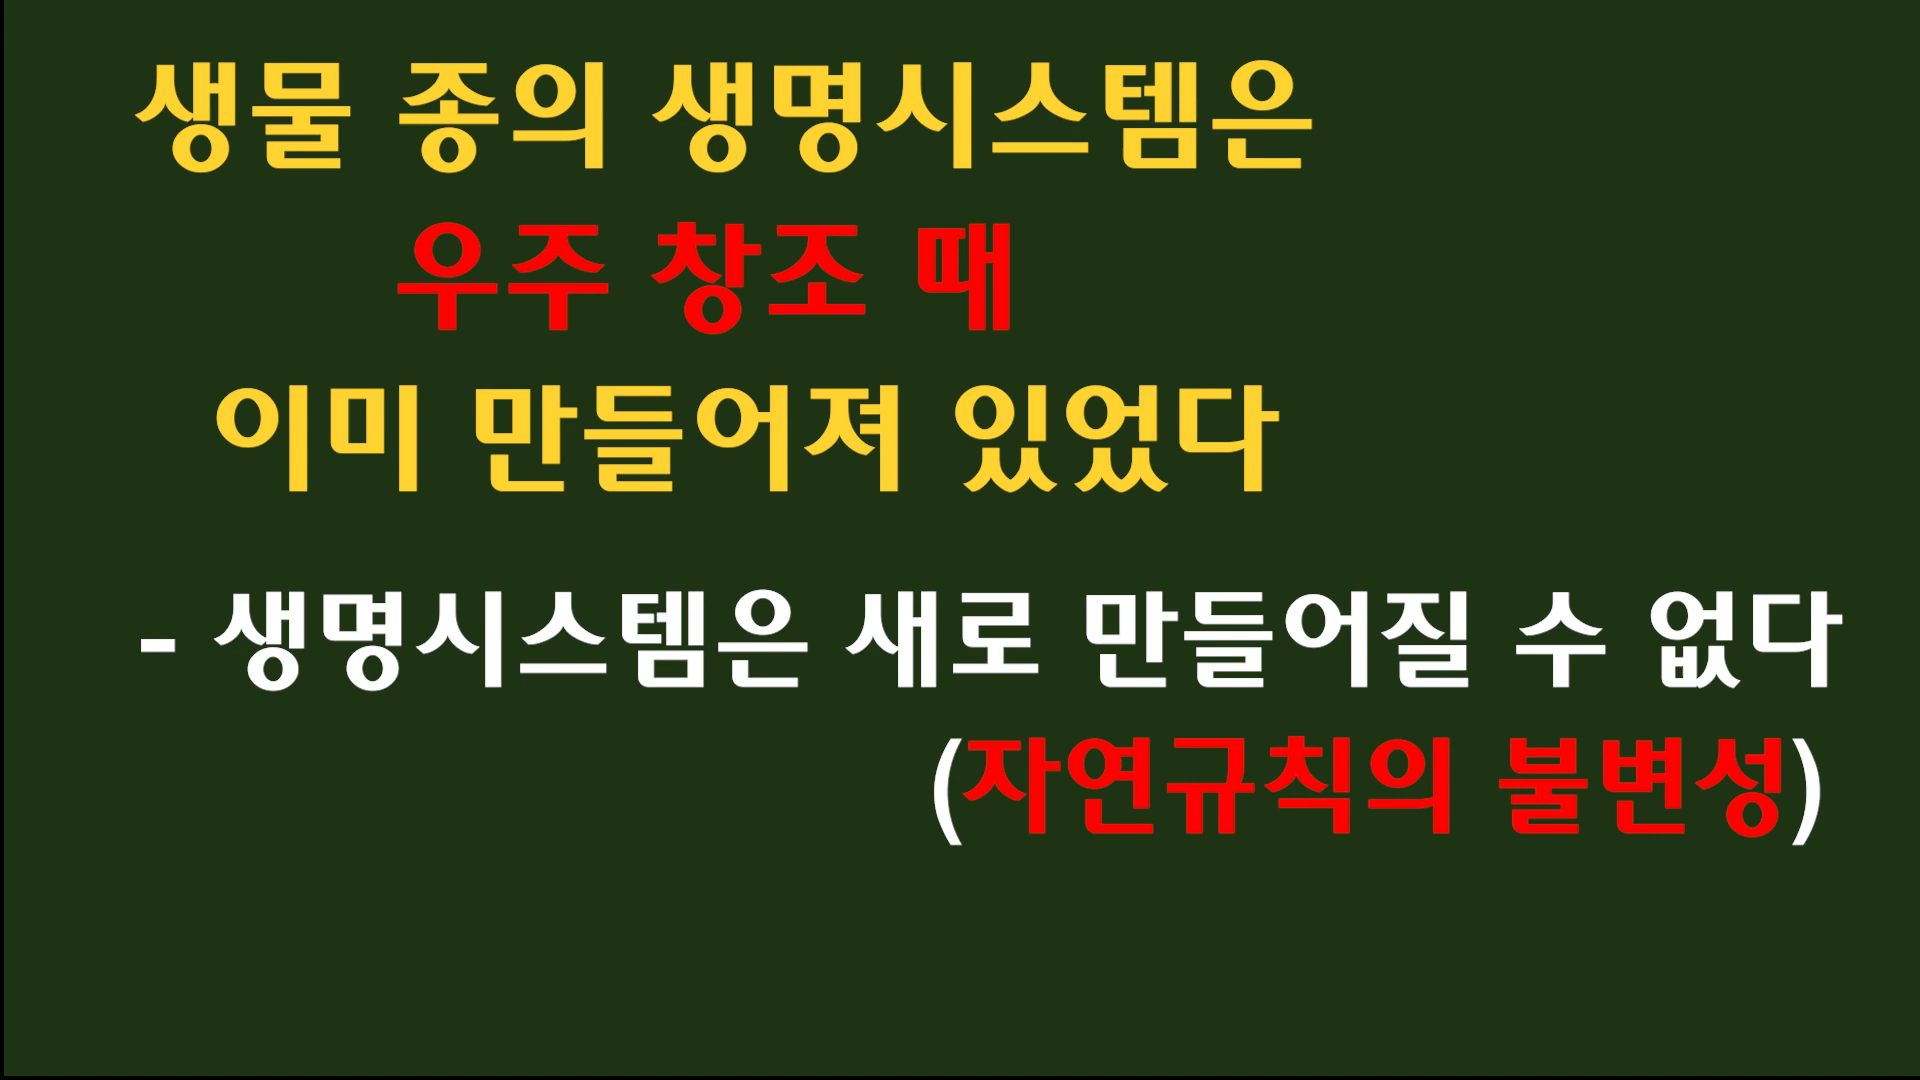 생물 종의 생명시스템은
우주 창조 때
이미 만들어져 있었다
- 생명시스템은 새로 만들어질 수 없다
(자연규칙의 불변성)